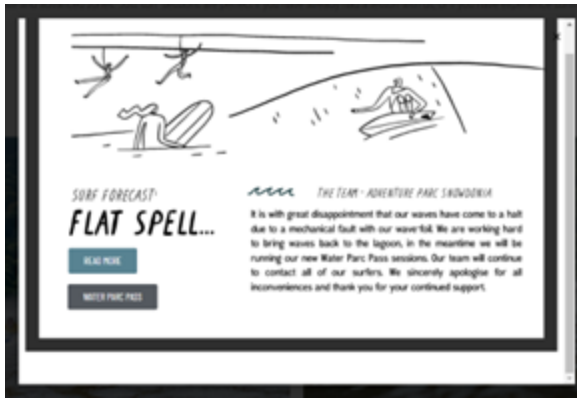 SURF FORECAST:
FLAT SPELL...
READ MORE
WATER PARC PASS
THE TEAM - ADVENTURE PARC SNOWDONIA
It is with great disappointment that our waves have come to a halt
due to a mechanical fault with our wave-foil. We are working hard
to bring waves back to the lagoon, in the meantime we will be
running our new Water Parc Pass sessions. Our team will continue
to contact all of our surfers. We sincerely apologise for all
inconveniences and thank you for your continued support.